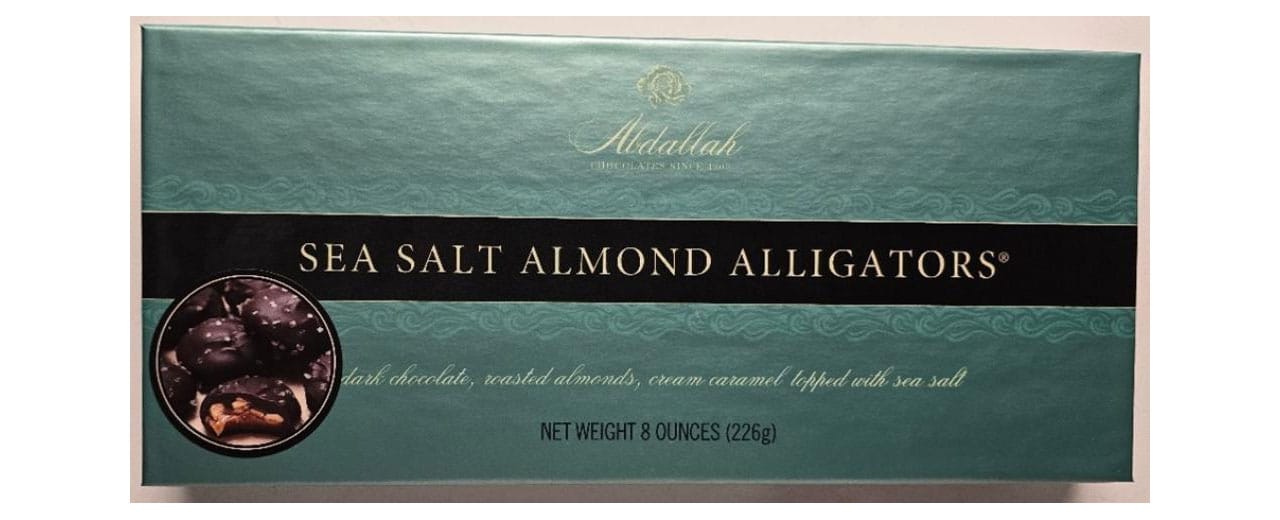 Abdallah
CHOCOLATES SINCE 1909
SEA SALT ALMOND ALLIGATORS®
dark chocolate, roasted almonds, cream caramel topped with sea salt
NET WEIGHT 8 OUNCES (226g)